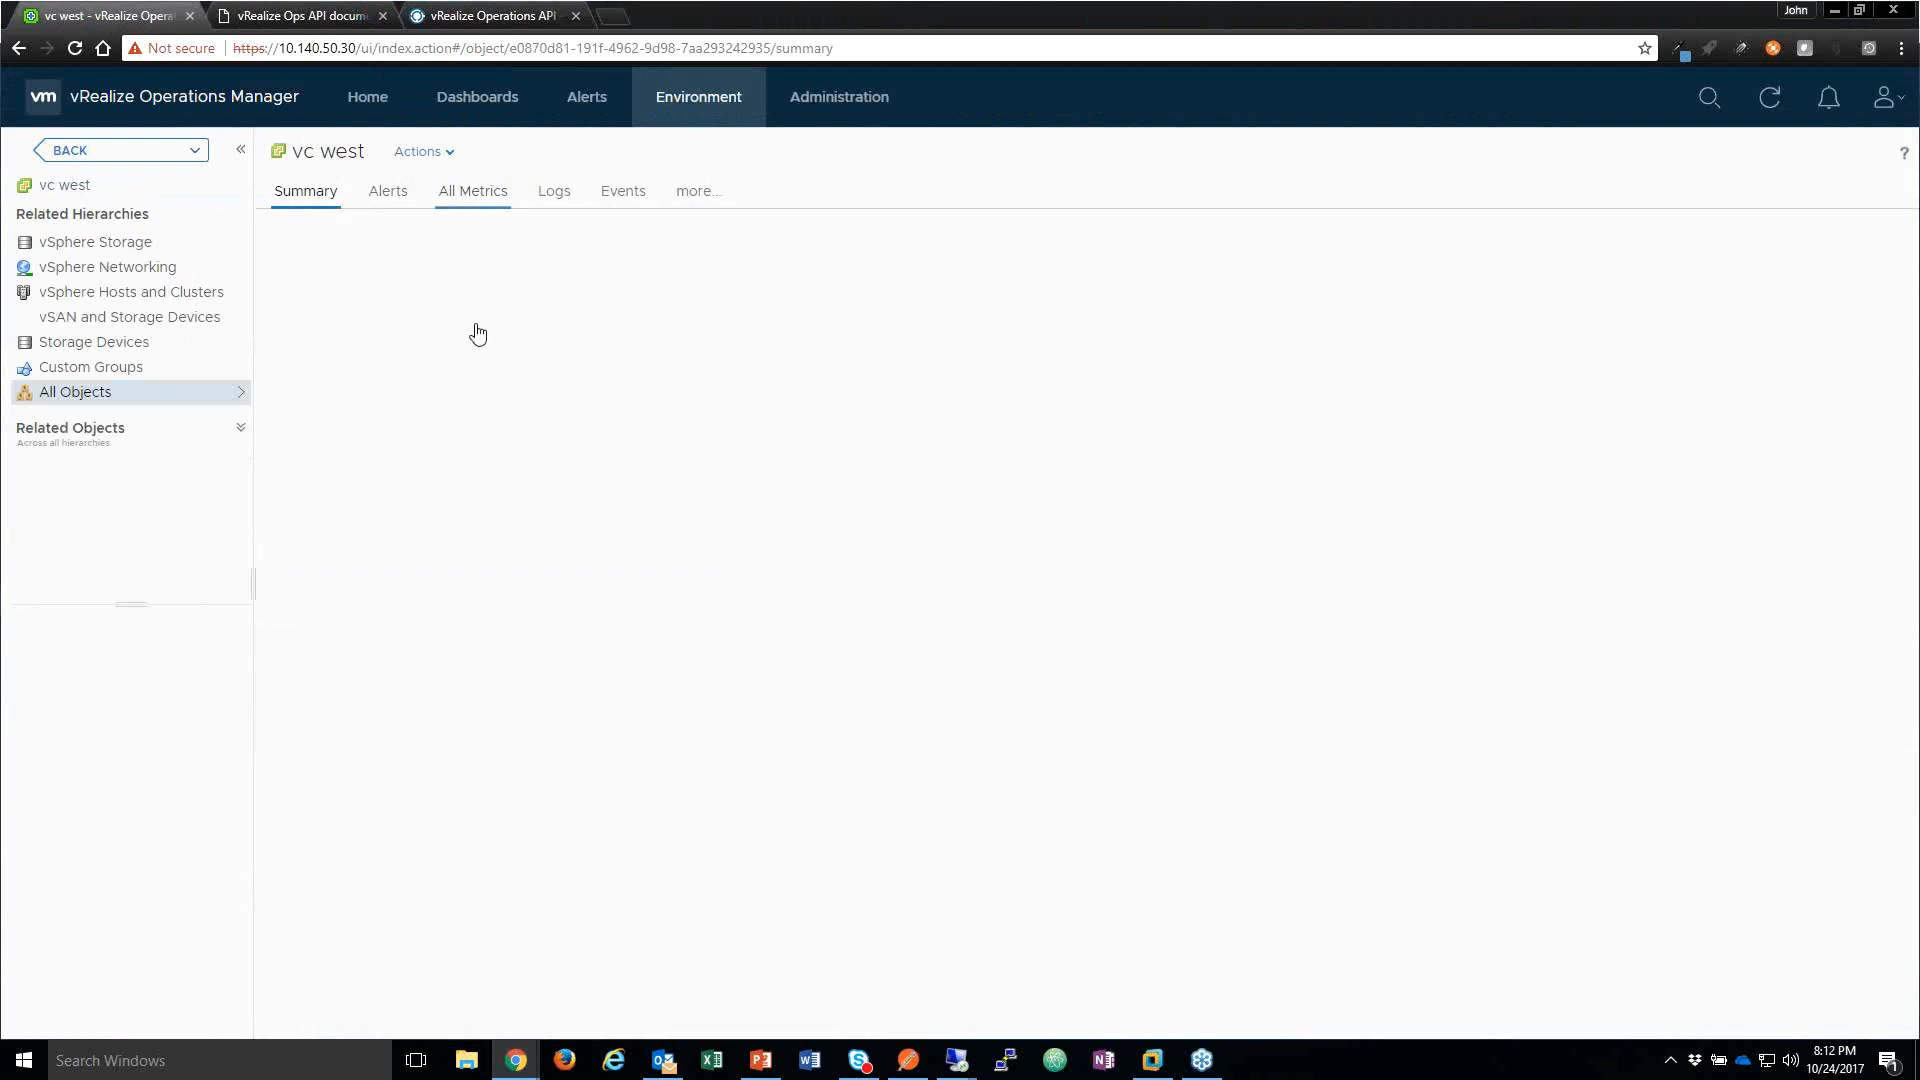 vc west - vRealize Opera
vRealize Ops API docum
vRealize Operations API
John
Not secure
https://10.140.50.30/ui/index.action#/object/e0870d81-191f-4962-9d98-7aa293242935/summary
vm vRealize Operations Manager
Home
Dashboards
Alerts
Environment
Administration
BACK
vc west
Actions
?
vc west
Summary
Alerts
All Metrics
Logs
Events
more...
Related Hierarchies
vSphere Storage
vSphere Networking
vSphere Hosts and Clusters
vSAN and Storage Devices
Storage Devices
Custom Groups
All Objects
Related Objects
Across all hierarchies
Search Windows
8:12 PM
10/24/2017
1